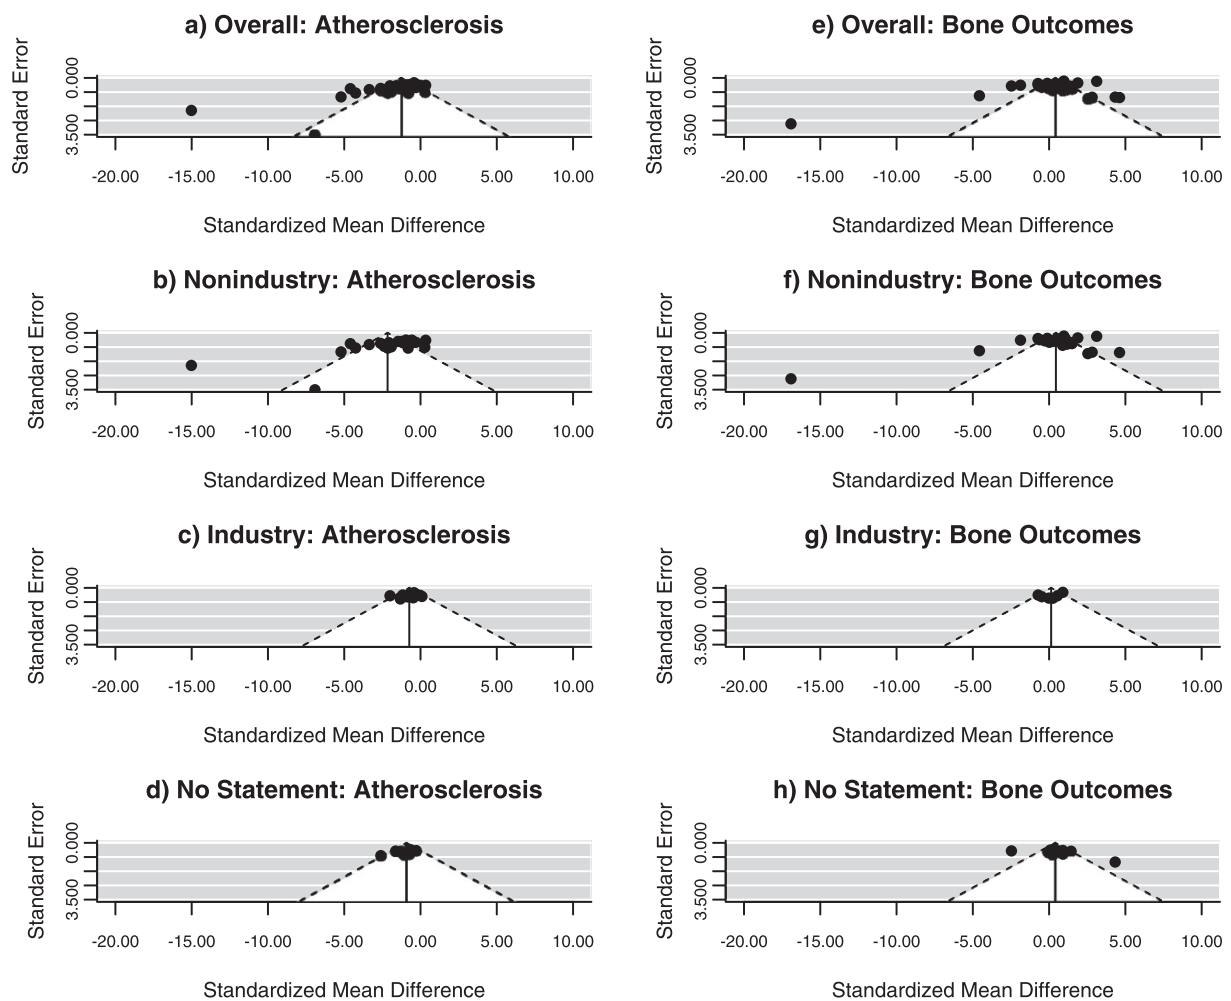 a) Overall: Atherosclerosis
Standard Error
0.000
3.500
-20.00 -15.00 -10.00 -5.00 0.00 5.00 10.00
Standardized Mean Difference
e) Overall: Bone Outcomes
Standard Error
0.000
3.500
-20.00 -15.00 -10.00 -5.00 0.00 5.00 10.00
Standardized Mean Difference
b) Nonindustry: Atherosclerosis
Standard Error
0.000
3.500
-20.00 -15.00 -10.00 -5.00 0.00 5.00 10.00
Standardized Mean Difference
f) Nonindustry: Bone Outcomes
Standard Error
0.000
3.500
-20.00 -15.00 -10.00 -5.00 0.00 5.00 10.00
Standardized Mean Difference
c) Industry: Atherosclerosis
Standard Error
0.000
3.500
-20.00 -15.00 -10.00 -5.00 0.00 5.00 10.00
Standardized Mean Difference
g) Industry: Bone Outcomes
Standard Error
0.000
3.500
-20.00 -15.00 -10.00 -5.00 0.00 5.00 10.00
Standardized Mean Difference
d) No Statement: Atherosclerosis
Standard Error
0.000
3.500
-20.00 -15.00 -10.00 -5.00 0.00 5.00 10.00
Standardized Mean Difference
h) No Statement: Bone Outcomes
Standard Error
0.000
3.500
-20.00 -15.00 -10.00 -5.00 0.00 5.00 10.00
Standardized Mean Difference